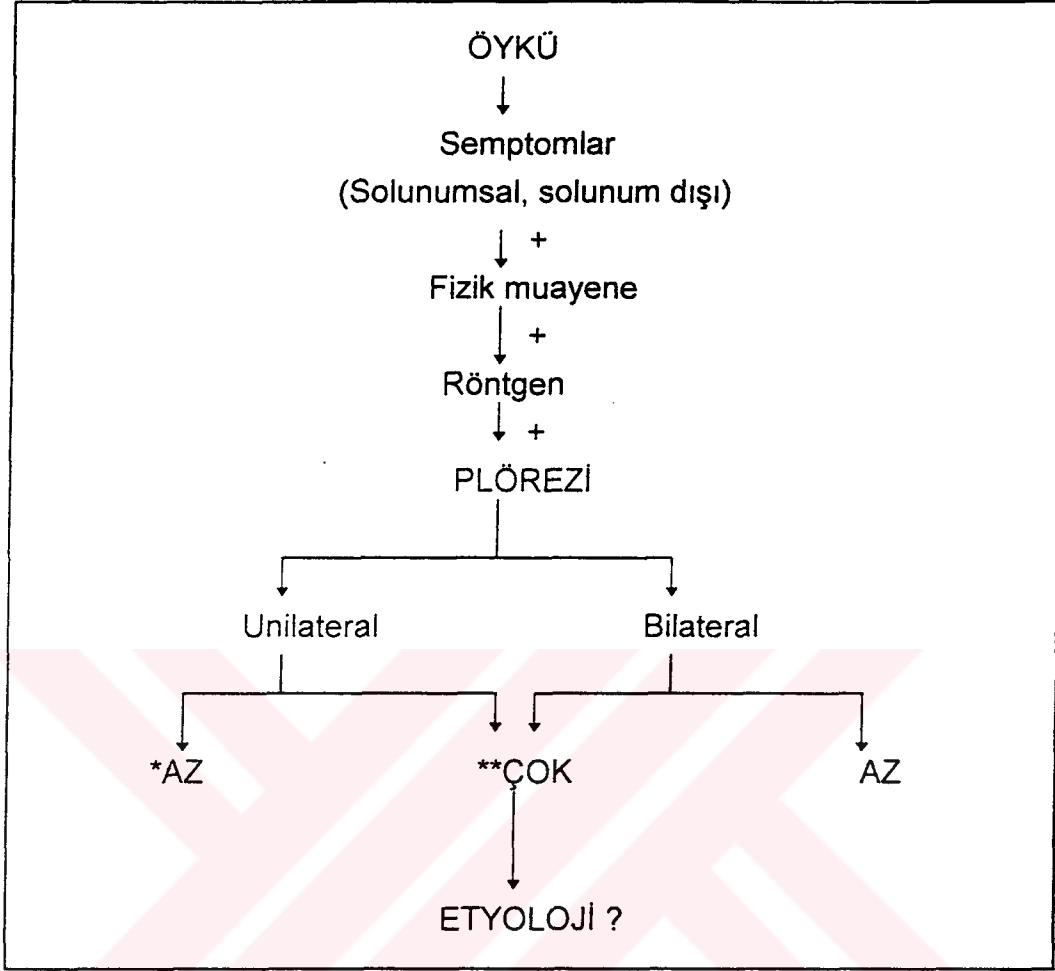 ÖYKÜ
Semptomlar
(Solunumsal, solunum dışı)
+
Fizik muayene
+
Röntgen
+
PLÖREZİ
Unilateral Bilateral
*AZ **ÇOK AZ
ETYOLOJİ ?